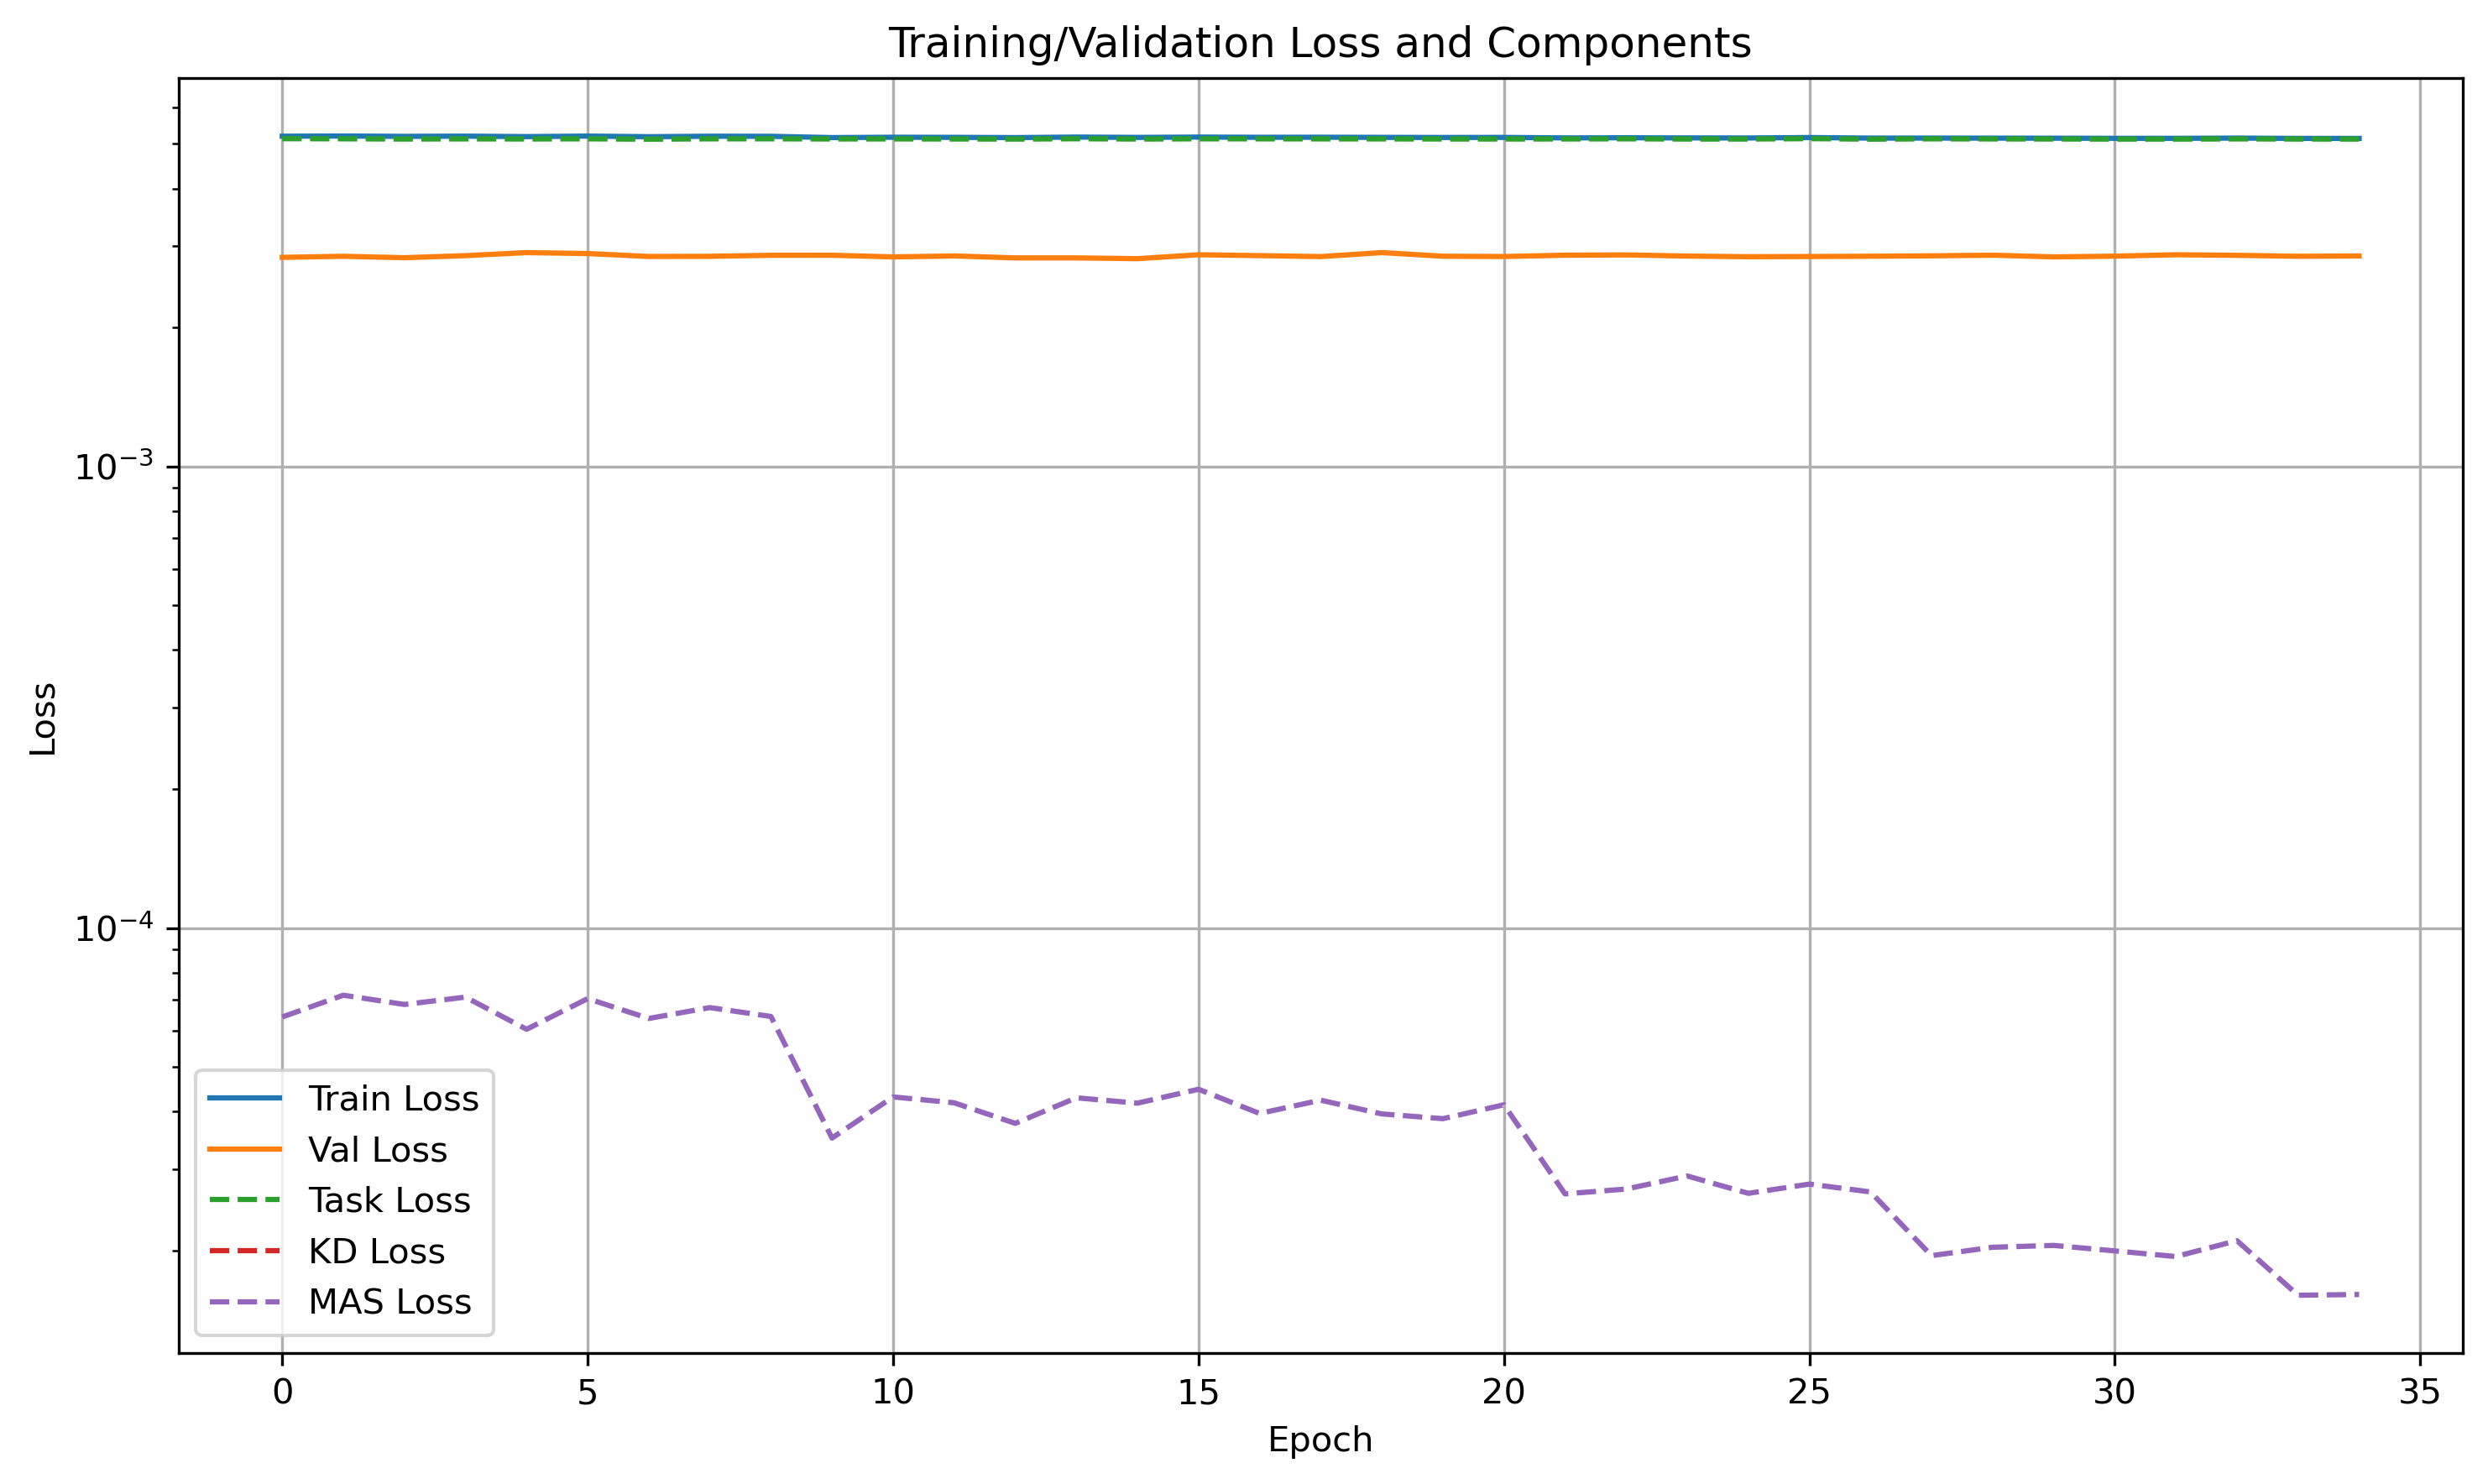 Training/Validation Loss and Components
Loss
10⁻³
10⁻⁴
Train Loss
Val Loss
Task Loss
KD Loss
MAS Loss
0 5 10 15 20 25 30 35
Epoch